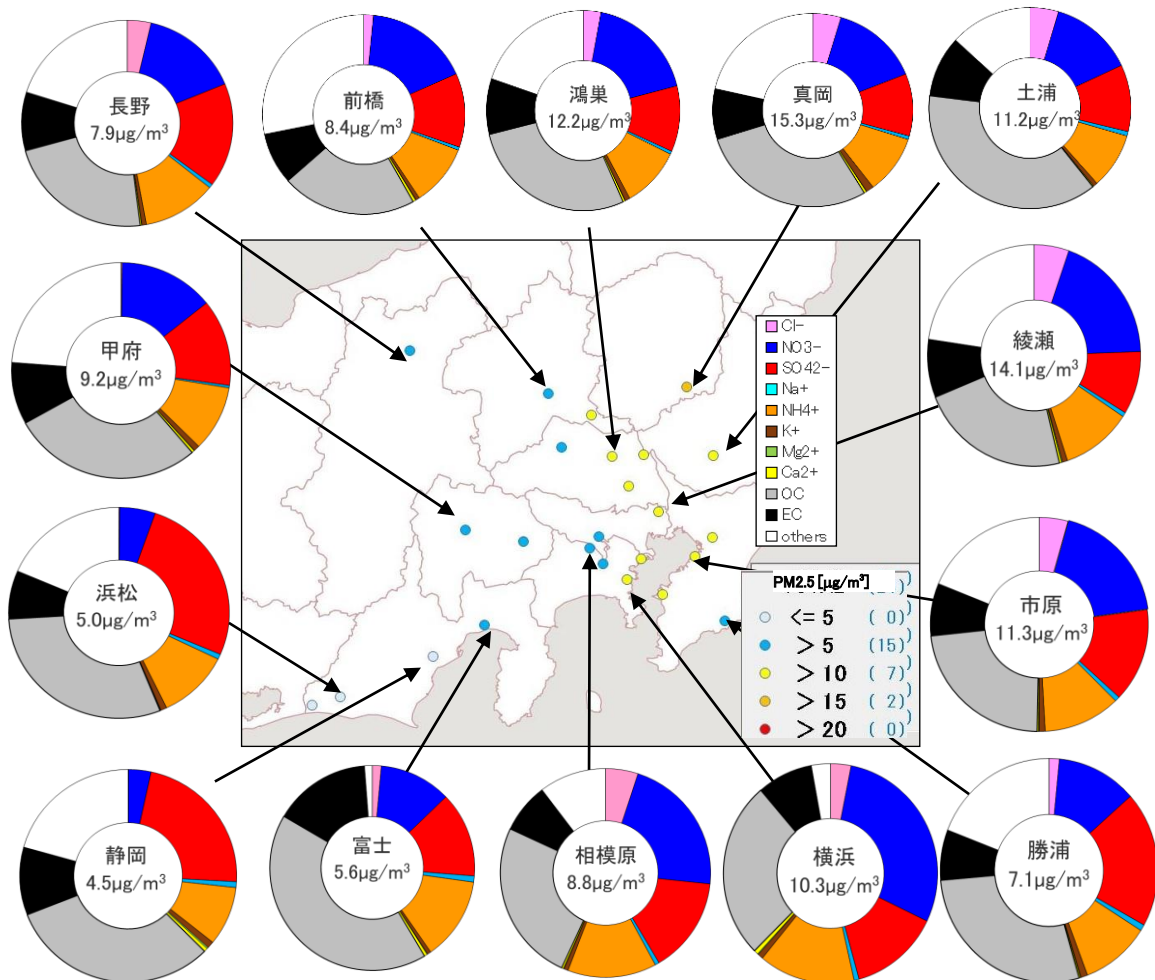 長野
7.9μg/m³
前橋
8.4μg/m³
鴻巣
12.2μg/m³
真岡
15.3μg/m³
土浦
11.2μg/m³
甲府
9.2μg/m³
綾瀬
14.1μg/m³
Cl-
NO3-
SO42-
Na+
NH4+
K+
Mg2+
Ca2+
OC
EC
others
浜松
5.0μg/m³
市原
11.3μg/m³
PM2.5 [μg/m³]
<= 5 ( 0)
> 5 (15)
> 10 ( 7)
> 15 ( 2)
> 20 ( 0)
静岡
4.5μg/m³
富士
5.6μg/m³
相模原
8.8μg/m³
横浜
10.3μg/m³
勝浦
7.1μg/m³